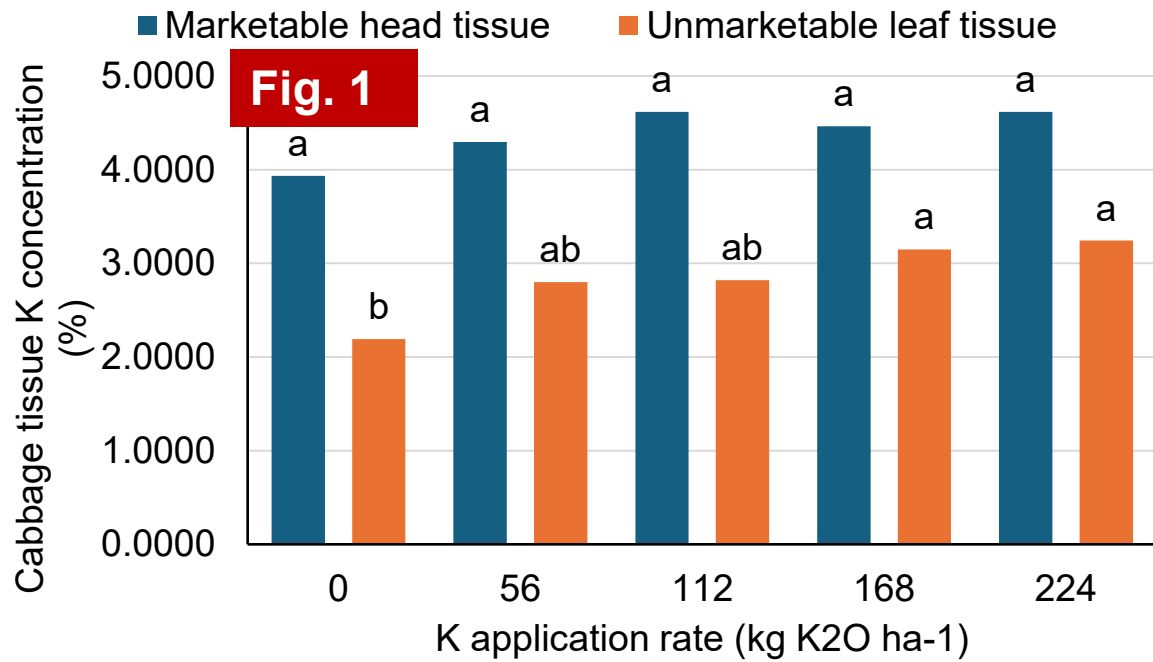 Marketable head tissue Unmarketable leaf tissue
Fig. 1
Cabbage tissue K concentration
(%)
5.0000
4.0000
3.0000
2.0000
1.0000
0.0000
a a a a a
b ab ab a a
0 56 112 168 224
K application rate (kg K2O ha-1)